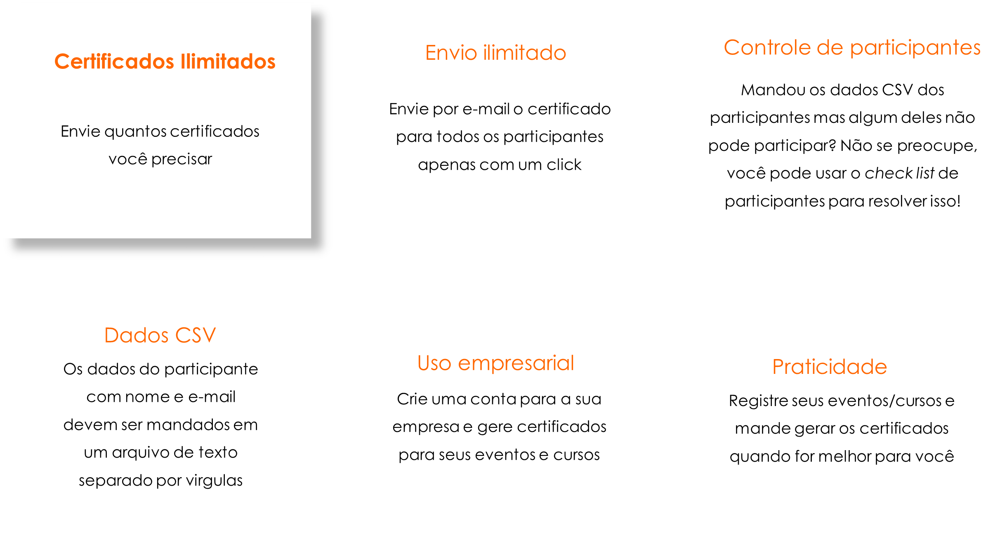 Certificados Ilimitados
Envie quantos certificados
você precisar
Envio ilimitado
Envie por e-mail o certificado
para todos os participantes
apenas com um click
Controle de participantes
Mandou os dados CSV dos
participantes mas algum deles não
pode participar? Não se preocupe,
você pode usar o check list de
participantes para resolver isso!
Dados CSV
Os dados do participante
com nome e e-mail
devem ser mandados em
um arquivo de texto
separado por virgulas
Uso empresarial
Crie uma conta para a sua
empresa e gere certificados
para seus eventos e cursos
Praticidade
Registre seus eventos/cursos e
mande gerar os certificados
quando for melhor para você